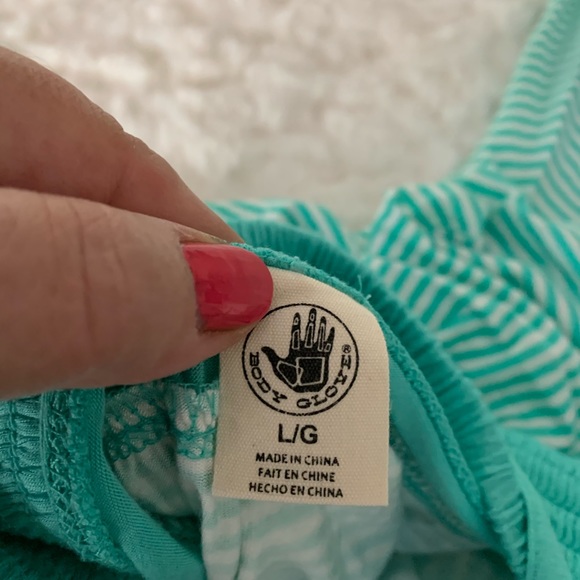 BODY GLOVE®
L/G
MADE IN CHINA
FAIT EN CHINE
HECHO EN CHINA